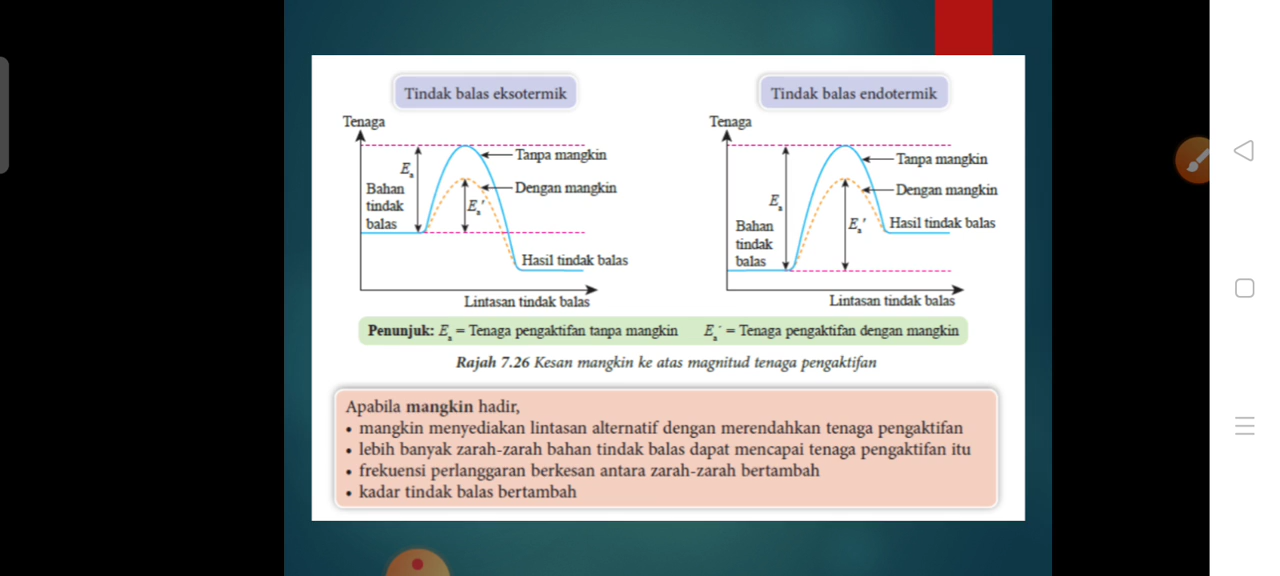 Tindak balas eksotermik
Tenaga
Eₐ
Tanpa mangkin
Dengan mangkin
Bahan
tindak
balas
Eₐ′
Hasil tindak balas
Lintasan tindak balas
Tindak balas endotermik
Tenaga
Tanpa mangkin
Dengan mangkin
Eₐ
Bahan
tindak
balas
Eₐ′
Hasil tindak balas
Lintasan tindak balas
Penunjuk: Eₐ = Tenaga pengaktifan tanpa mangkin Eₐ′ = Tenaga pengaktifan dengan mangkin
Rajah 7.26 Kesan mangkin ke atas magnitud tenaga pengaktifan
Apabila mangkin hadir,
• mangkin menyediakan lintasan alternatif dengan merendahkan tenaga pengaktifan
• lebih banyak zarah-zarah bahan tindak balas dapat mencapai tenaga pengaktifan itu
• frekuensi perlanggaran berkesan antara zarah-zarah bertambah
• kadar tindak balas bertambah